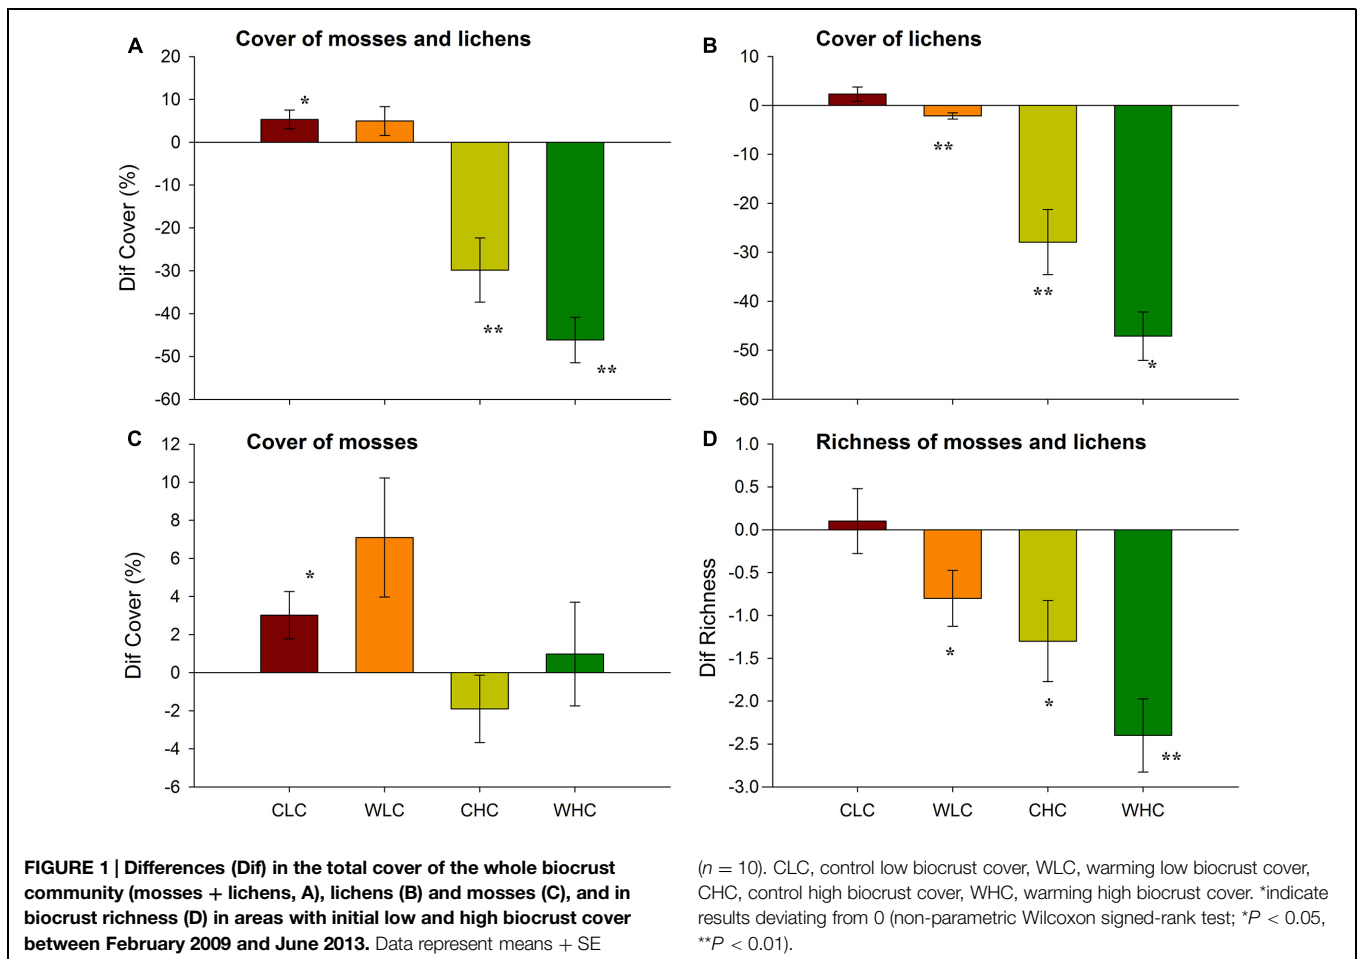 A
Cover of mosses and lichens
20
10
0
-10
-20
-30
-40
-50
-60
Dif Cover (%)
*
**
**
B
Cover of lichens
10
0
-10
-20
-30
-40
-50
-60
**
**
*
C
Cover of mosses
12
10
8
6
4
2
0
-2
-4
-6
Dif Cover (%)
*
CLC WLC CHC WHC
D
Richness of mosses and lichens
1.0
0.5
0.0
-0.5
-1.0
-1.5
-2.0
-2.5
-3.0
Dif Richness
*
*
**
CLC WLC CHC WHC
FIGURE 1 | Differences (Dif) in the total cover of the whole biocrust
community (mosses + lichens, A), lichens (B) and mosses (C), and in
biocrust richness (D) in areas with initial low and high biocrust cover
between February 2009 and June 2013. Data represent means + SE
(n = 10). CLC, control low biocrust cover, WLC, warming low biocrust cover,
CHC, control high biocrust cover, WHC, warming high biocrust cover. *indicate
results deviating from 0 (non-parametric Wilcoxon signed-rank test; *P < 0.05,
**P < 0.01).